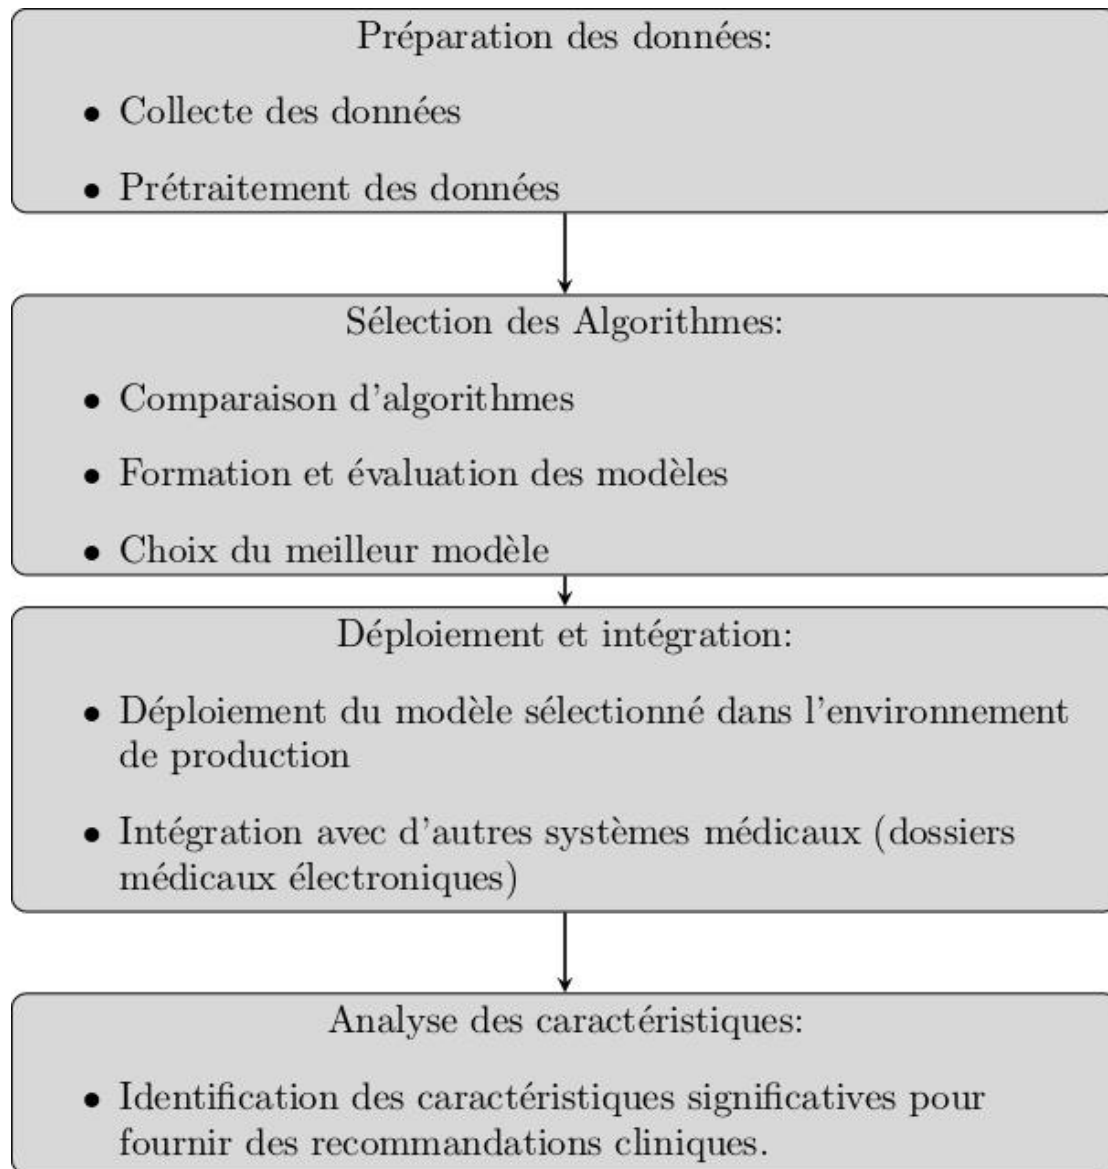 Préparation des données:
• Collecte des données
• Prétraitement des données
Sélection des Algorithmes:
• Comparaison d'algorithmes
• Formation et évaluation des modèles
• Choix du meilleur modèle
Déploiement et intégration:
• Déploiement du modèle sélectionné dans l'environnement
de production
• Intégration avec d'autres systèmes médicaux (dossiers
médicaux électroniques)
Analyse des caractéristiques:
• Identification des caractéristiques significatives pour
fournir des recommandations cliniques.